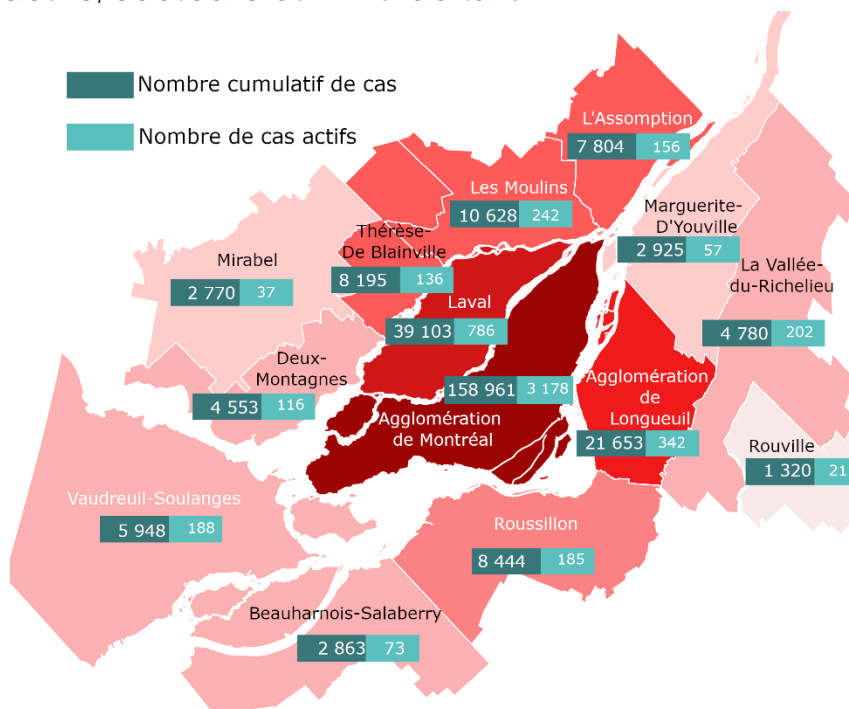 Nombre cumulatif de cas
Nombre de cas actifs
L'Assomption
7 804 156
Les Moulins
10 628 242
Marguerite-
D'Youville
2 925 57
Thérèse-
De Blainville
8 195 136
Mirabel
2 770 37
La Vallée-
du-Richelieu
4 780 202
Laval
39 103 786
Deux-
Montagnes
4 553 116
158 961 3 178
Agglomération
de Montréal
Agglomération
de
Longueuil
21 653 342
Rouville
1 320 21
Vaudreuil-Soulanges
5 948 188
Roussillon
8 444 185
Beauharnois-Salaberry
2 863 73